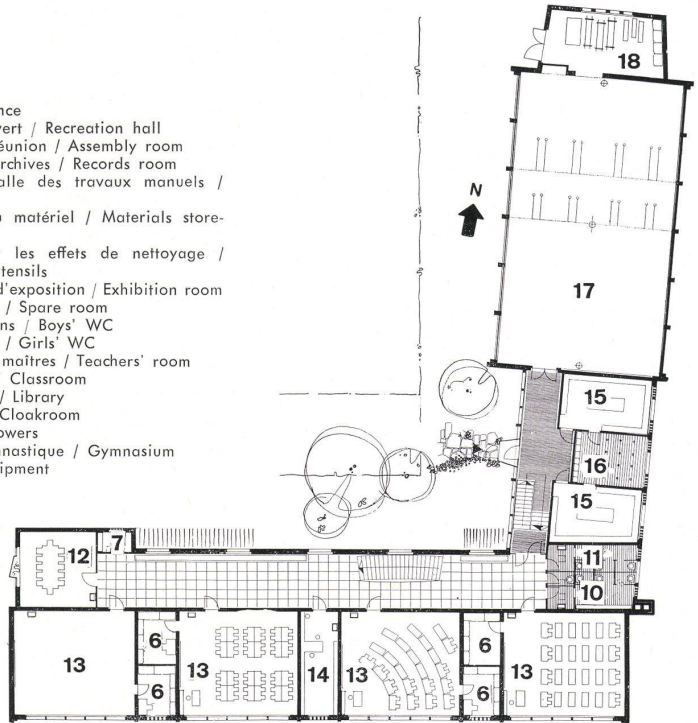 nce
vert / Recreation hall
éunion / Assembly room
rchives / Records room
alle des travaux manuels /
u matériel / Materials store-
les effets de nettoyage /
tensils
d'exposition / Exhibition room
/ Spare room
ns / Boys' WC
/ Girls' WC
maîtres / Teachers' room
/ Classroom
/ Library
Cloakroom
owers
nastique / Gymnasium
uipment
18
N
17
15
16
15
12
7
11
10
13
6
6
13
14
13
6
6
13